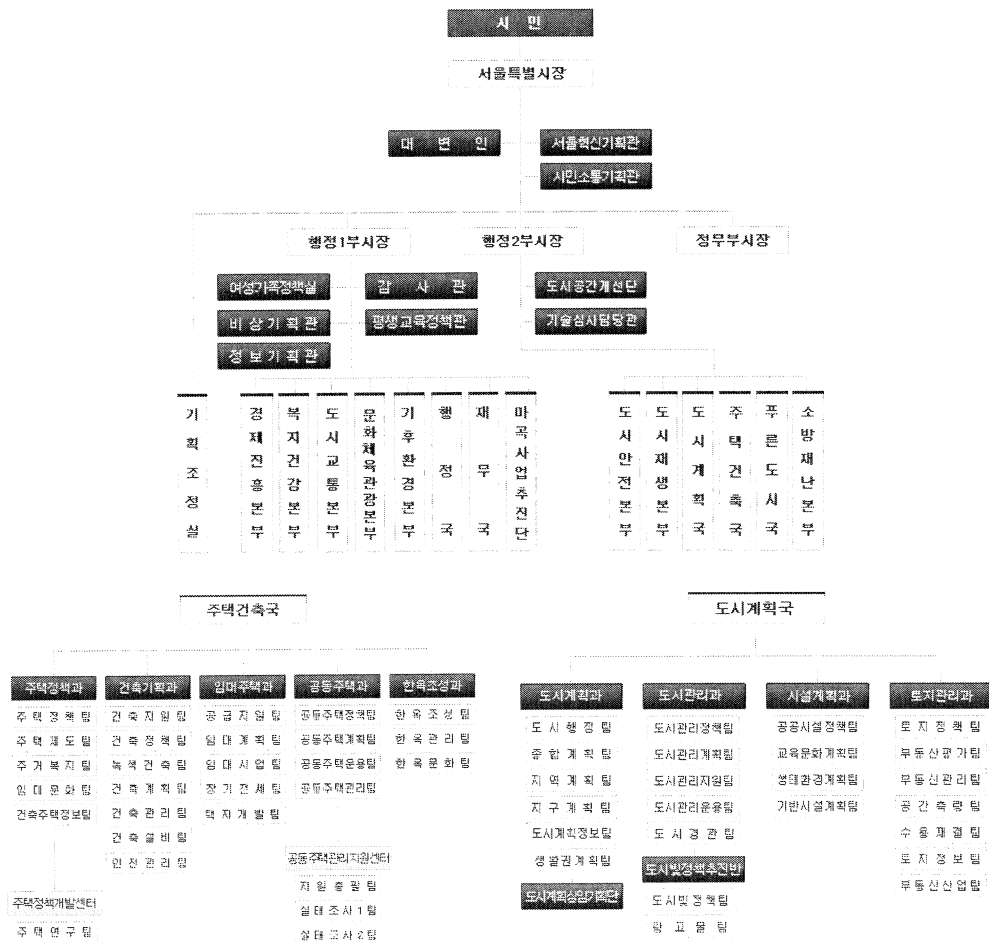 시 민
서울특별시장
대 변 인
서울혁신기획관
시민소통기획관
행정1부시장
행정2부시장
정무부시장
여성가족정책실
감 사 관
도시공간개선단
비 상 기 획 관
평생교육정책관
기술심사담당관
정 보 기 획 관
기획조정실
경제진흥본부
복지건강본부
도시교통본부
문화체육관광본부
기후환경본부
행정국
재무국
마곡사업추진단
도시안전본부
도시재생본부
도시계획국
주택건축국
푸른도시국
소방재난본부
주택건축국
주택정책과
주 택 정 책 팀
주 택 제 도 팀
주 거 복 지 팀
임 대 문 화 팀
건축주택정보팀
주택정책개발센터
주 택 연 구 팀
건축기획과
건 축 지 원 팀
건 축 정 책 팀
녹 색 건 축 팀
건 축 계 획 팀
건 축 관 리 팀
건 축 설 비 팀
안 전 관 리 팀
임대주택과
공 급 지 원 팀
임 대 계 획 팀
임 대 사 업 팀
장 기 전 세 팀
택 지 개 발 팀
공동주택과
공동주택정책팀
공동주택계획팀
공동주택운용팀
공동주택관리팀
공동주택관리지원센터
지 원 총 괄 팀
실 태 조 사 1 팀
실 태 조 사 2 팀
한옥조성과
한 옥 조 성 팀
한 옥 관 리 팀
한 옥 문 화 팀
도시계획국
도시계획과
도 시 행 정 팀
종 합 계 획 팀
지 역 계 획 팀
지 구 계 획 팀
도시계획정보팀
생 활 권 계 획 팀
도시계획상임기획단
도시관리과
도시관리정책팀
도시관리계획팀
도시관리지원팀
도시관리운용팀
도 시 경 관 팀
도시빛정책추진반
도시빛정책팀
광 고 물 팀
시설계획과
공공시설정책팀
교육문화계획팀
생태환경계획팀
기반시설계획팀
토지관리과
토 지 정 책 팀
부동산평가팀
부동산관리팀
공 간 측 량 팀
수 용 재 결 팀
토 지 정 보 팀
부동산산업팀